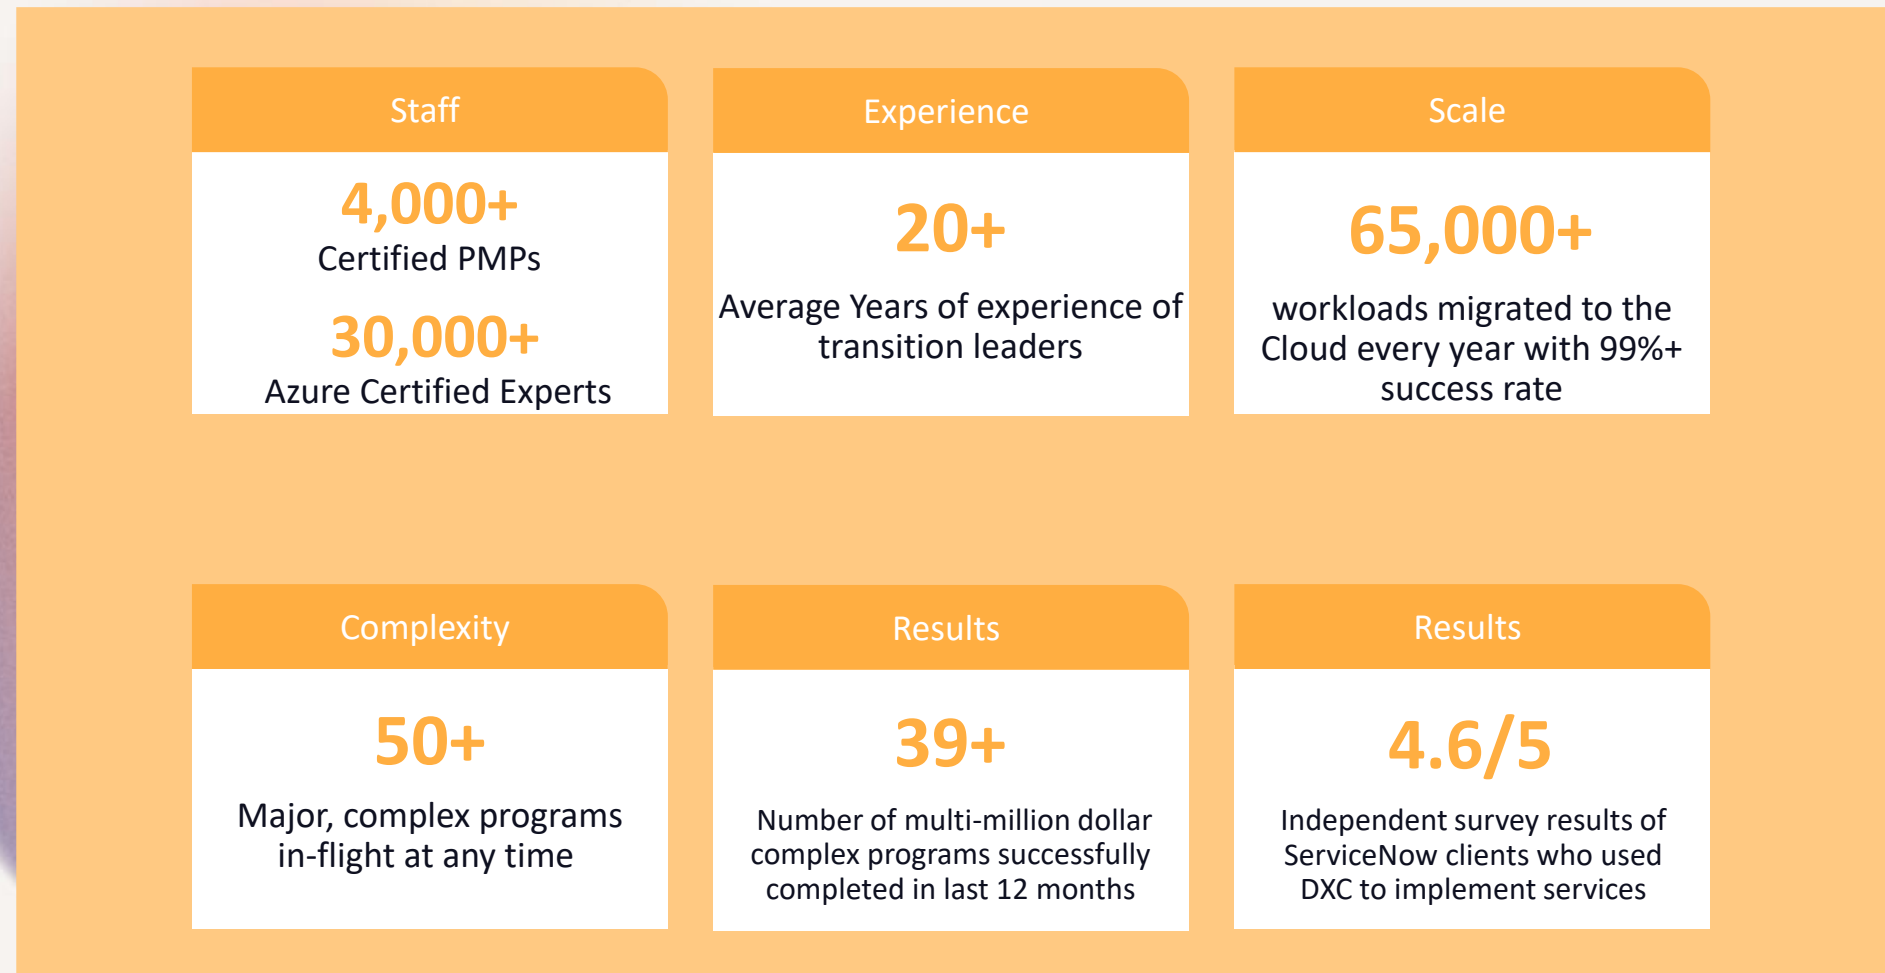 Staff
4,000+
Certified PMPs
30,000+
Azure Certified Experts
Experience
20+
Average Years of experience of
transition leaders
Scale
65,000+
workloads migrated to the
Cloud every year with 99%+
success rate
Complexity
50+
Major, complex programs
in-flight at any time
Results
39+
Number of multi-million dollar
complex programs successfully
completed in last 12 months
Results
4.6/5
Independent survey results of
ServiceNow clients who used
DXC to implement services